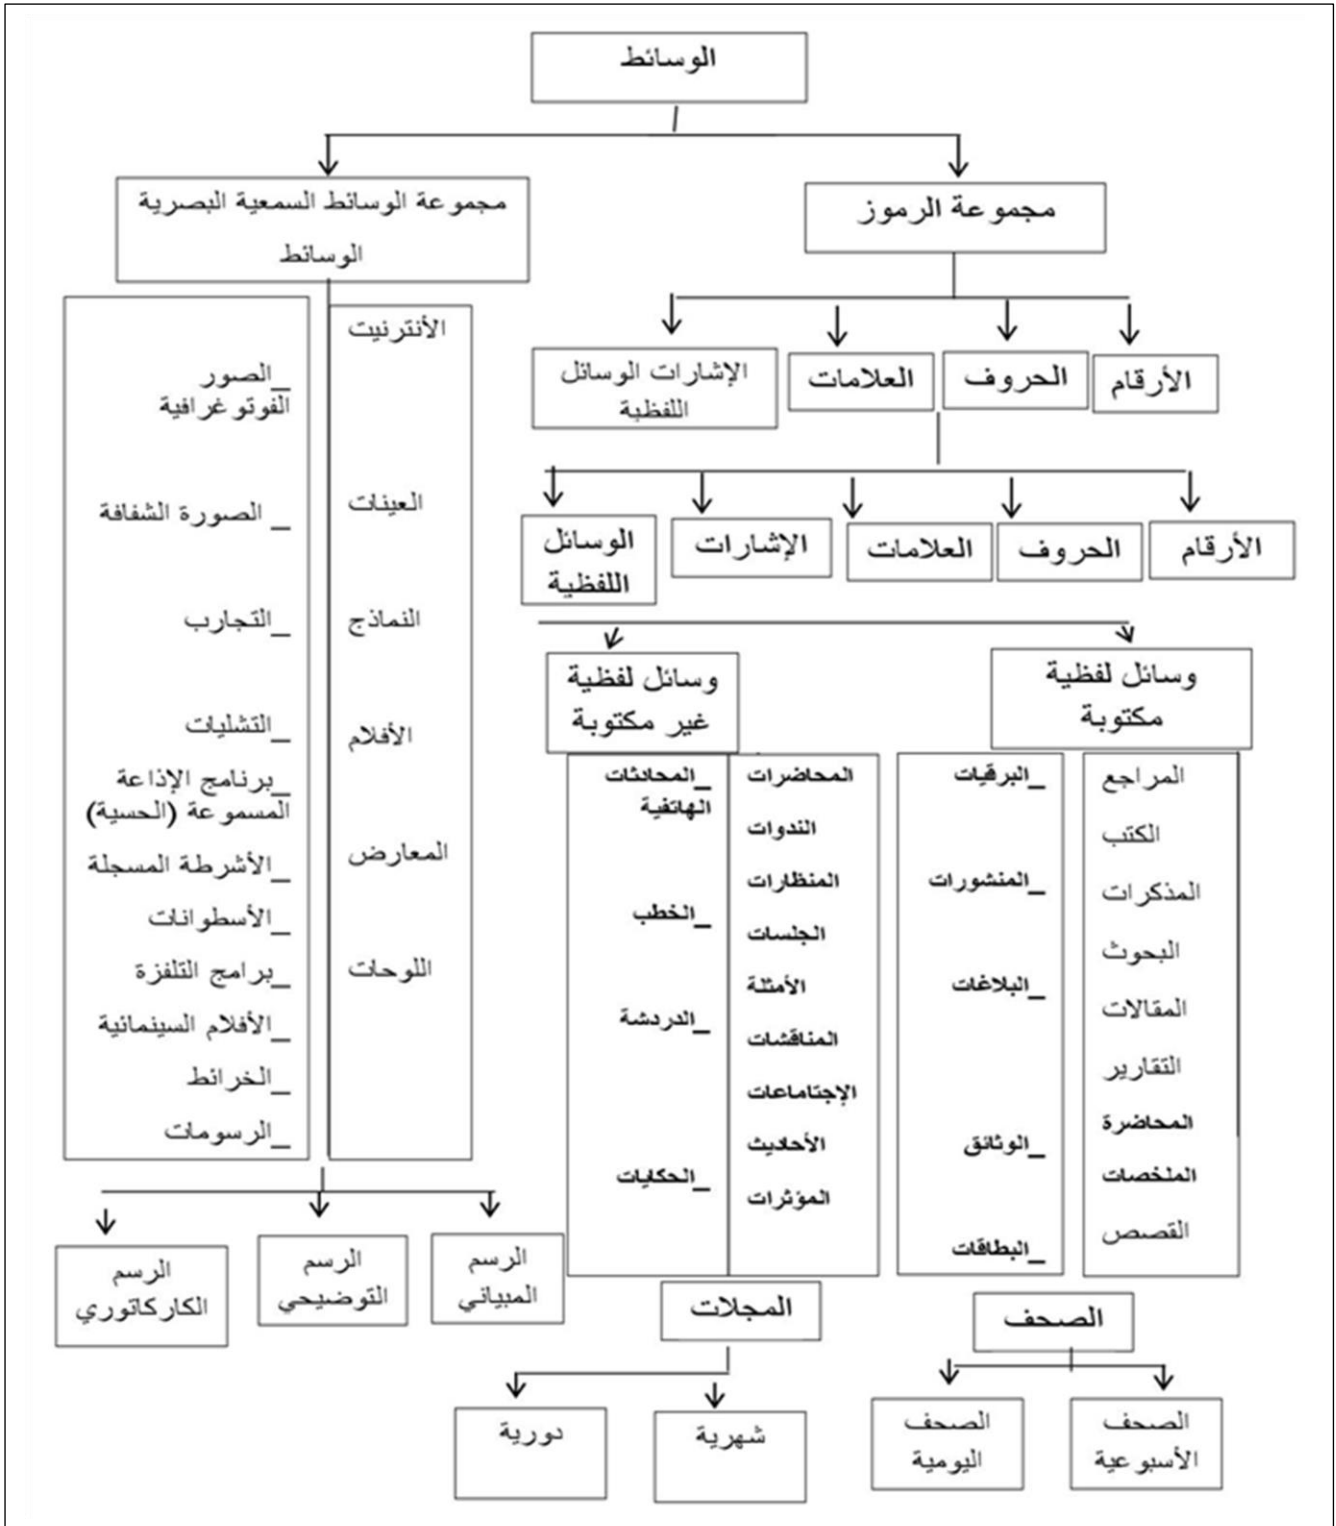 الوسائط
مجموعة الرموز
مجموعة الوسائط السمعية البصرية
الوسائط
الأرقام
الحروف
العلامات
الإشارات الوسائل
اللفظية
الأرقام
الحروف
العلامات
الإشارات
الوسائل
اللفظية
وسائل لفظية
مكتوبة
وسائل لفظية
غير مكتوبة
المراجع
الكتب
المذكرات
البحوث
المقالات
التقارير
المحاضرة
الملخصات
القصص
_البرقيات
_المنشورات
_البلاغات
_الوثائق
_البطاقات
المحاضرات
الندوات
المنظارات
الجلسات
الأمثلة
المناقشات
الإجتاماعات
الأحاديث
المؤثرات
_المحادثات
الهاتفية
_الخطب
_الدردشة
_الحكايات
الأنترنيت
العينات
النماذج
الأفلام
المعارض
اللوحات
_الصور
الفوتوغرافية
_ الصورة الشفافة
_التجارب
_التشليات
_برنامج الإذاعة
المسموعة (الحسية)
_الأشرطة المسجلة
_الأسطوانات
_برامج التلفزة
_الأفلام السينمائية
_الخرائط
_الرسومات
الرسم
المبياني
الرسم
التوضيحي
الرسم
الكاركاتوري
الصحف
المجلات
الصحف
الأسبوعية
الصحف
اليومية
شهرية
دورية